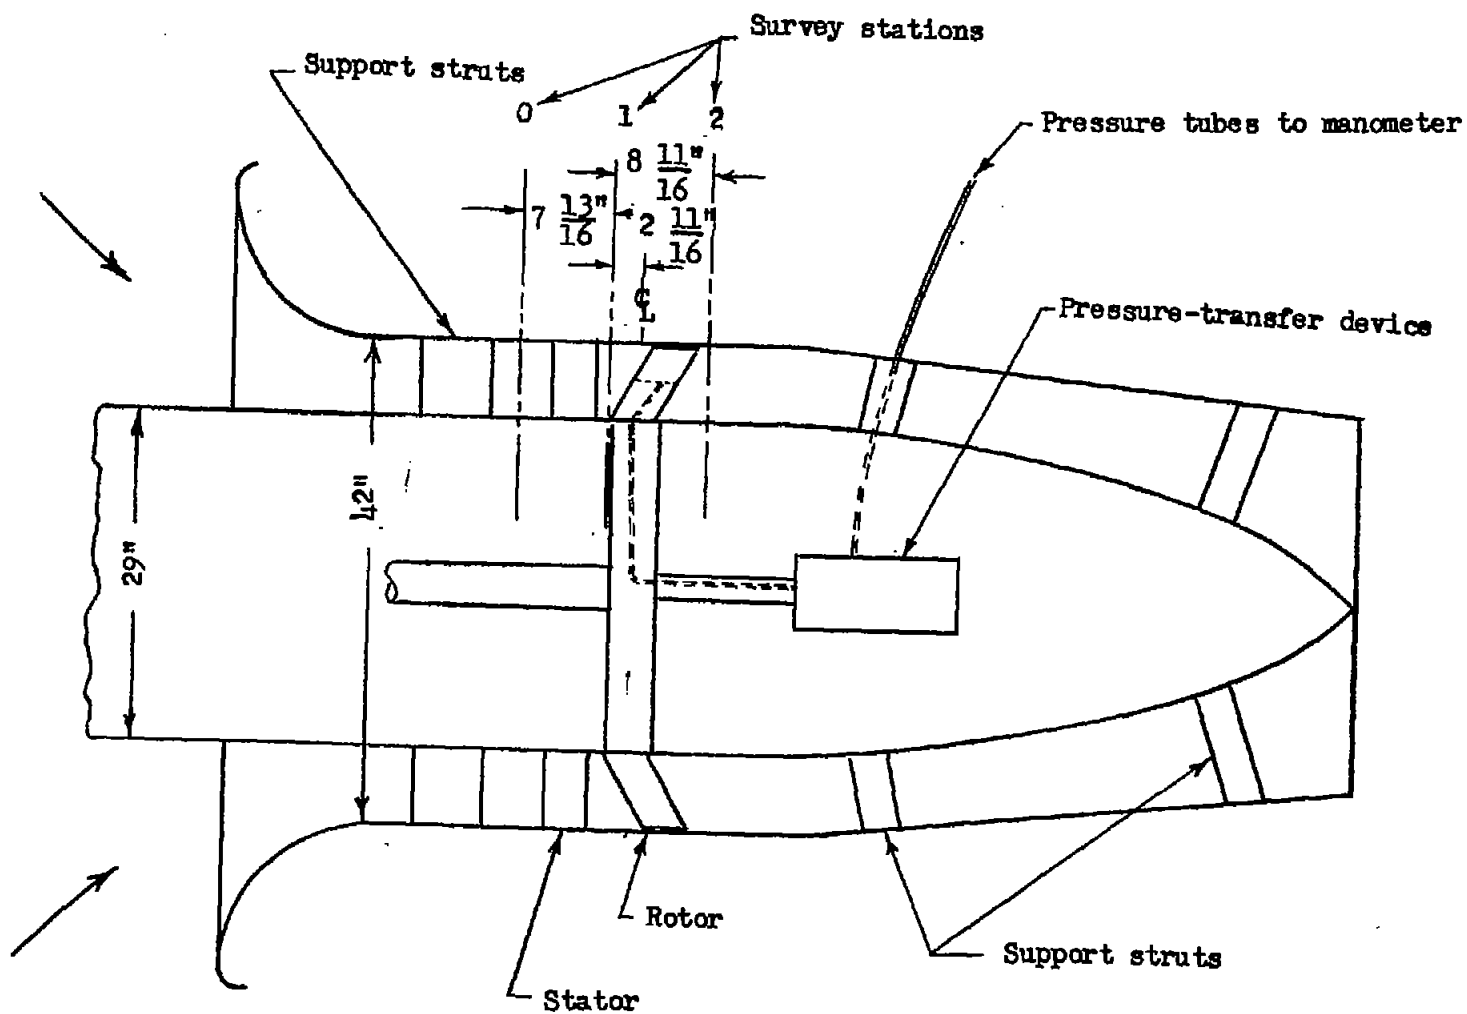 Survey stations
Support struts
0 1 2
Pressure tubes to manometer
8 11/16"
7 13/16"
2 11/16"
℄
Pressure-transfer device
42"
29"
Rotor
Support struts
Stator